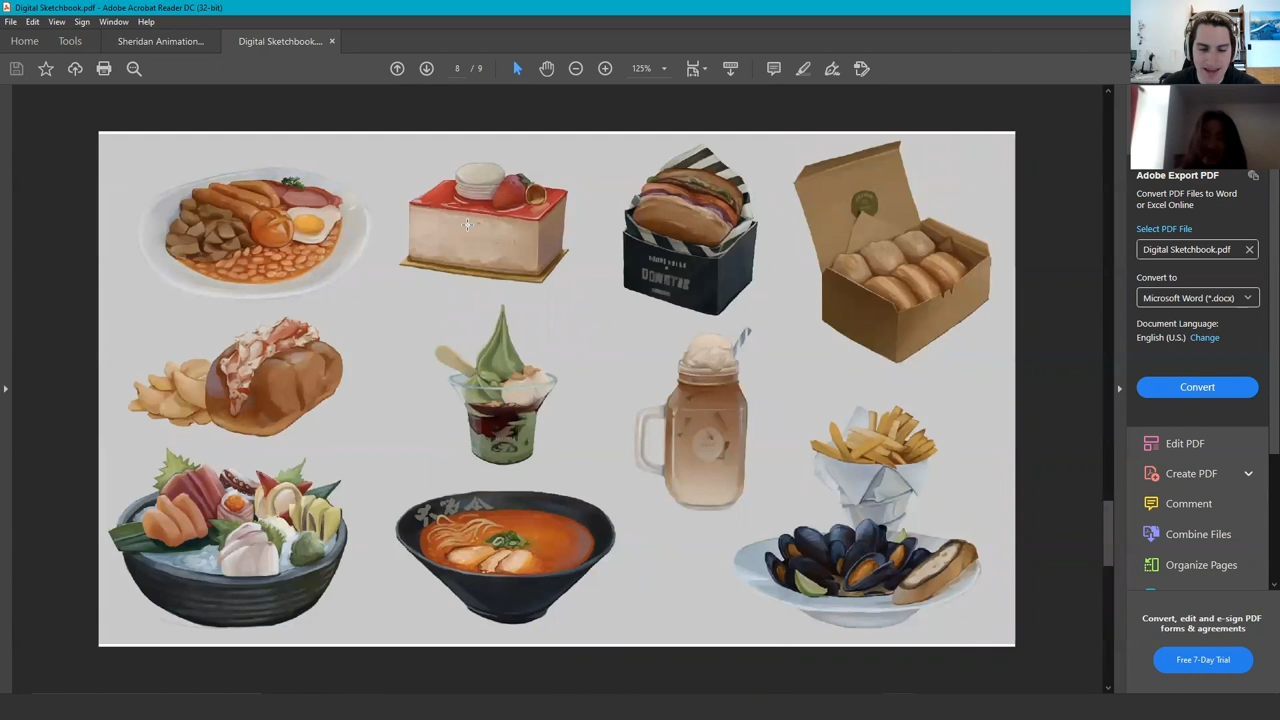 Digital Sketchbook.pdf - Adobe Acrobat Reader DC (32-bit)
File Edit View Sign Window Help
Home Tools Sheridan Animation... Digital Sketchbook....
8 / 9 125%
Adobe Export PDF
Convert PDF Files to Word
or Excel Online
Select PDF File
Digital Sketchbook.pdf
Convert to
Microsoft Word (*.docx)
Document Language:
English (U.S.) Change
Convert
Edit PDF
Create PDF
Comment
Combine Files
Organize Pages
Convert, edit and e-sign PDF
forms & agreements
Free 7-Day Trial